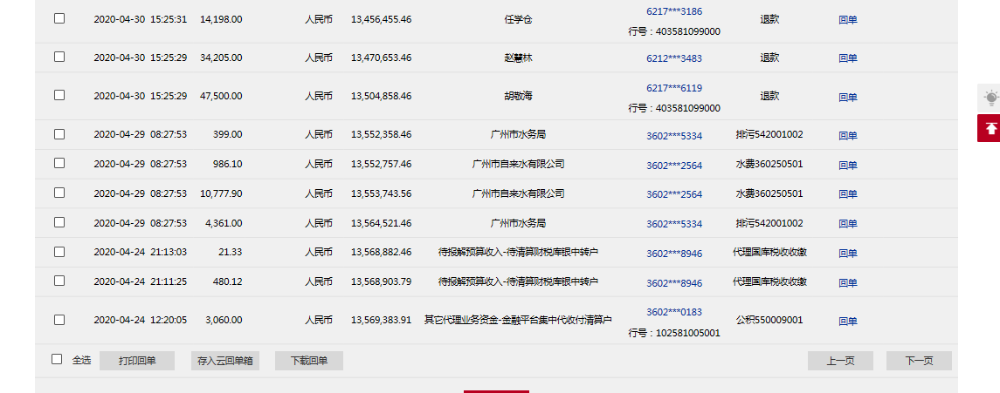 6217***3186
2020-04-30 15:25:31 14,198.00 人民币 13,456,455.46 任学仓 退款 回单
行号：403581099000
2020-04-30 15:25:29 34,205.00 人民币 13,470,653.46 赵慧林 6212***3483 退款 回单
6217***6119
2020-04-30 15:25:29 47,500.00 人民币 13,504,858.46 胡敬海 退款 回单
行号：403581099000
2020-04-29 08:27:53 399.00 人民币 13,552,358.46 广州市水务局 3602***5334 排污542001002 回单
2020-04-29 08:27:53 986.10 人民币 13,552,757.46 广州市自来水有限公司 3602***2564 水费360250501 回单
2020-04-29 08:27:53 10,777.90 人民币 13,553,743.56 广州市自来水有限公司 3602***2564 水费360250501 回单
2020-04-29 08:27:53 4,361.00 人民币 13,564,521.46 广州市水务局 3602***5334 排污542001002 回单
2020-04-24 21:13:03 21.33 人民币 13,568,882.46 待报解预算收入-待清算财税库银中转户 3602***8946 代理国库税收收缴 回单
2020-04-24 21:11:25 480.12 人民币 13,568,903.79 待报解预算收入-待清算财税库银中转户 3602***8946 代理国库税收收缴 回单
3602***0183
2020-04-24 12:20:05 3,060.00 人民币 13,569,383.91 其它代理业务资金-金融平台集中代收付清算户 公积550009001 回单
行号：102581005001
全选 打印回单 存入云回单箱 下载回单 上一页 下一页